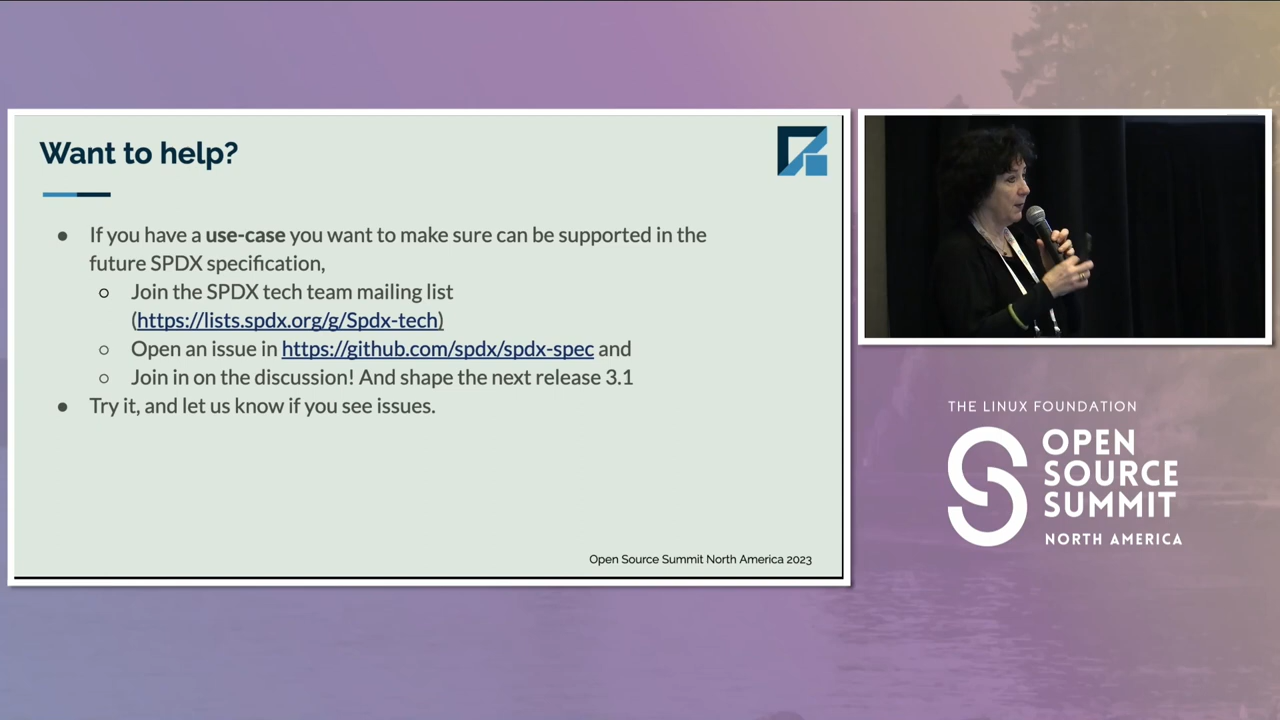 Want to help?
● If you have a use-case you want to make sure can be supported in the
future SPDX specification,
○ Join the SPDX tech team mailing list
(https://lists.spdx.org/g/Spdx-tech)
○ Open an issue in https://github.com/spdx/spdx-spec and
○ Join in on the discussion! And shape the next release 3.1
● Try it, and let us know if you see issues.
Open Source Summit North America 2023
THE LINUX FOUNDATION
OPEN
SOURCE
SUMMIT
NORTH AMERICA